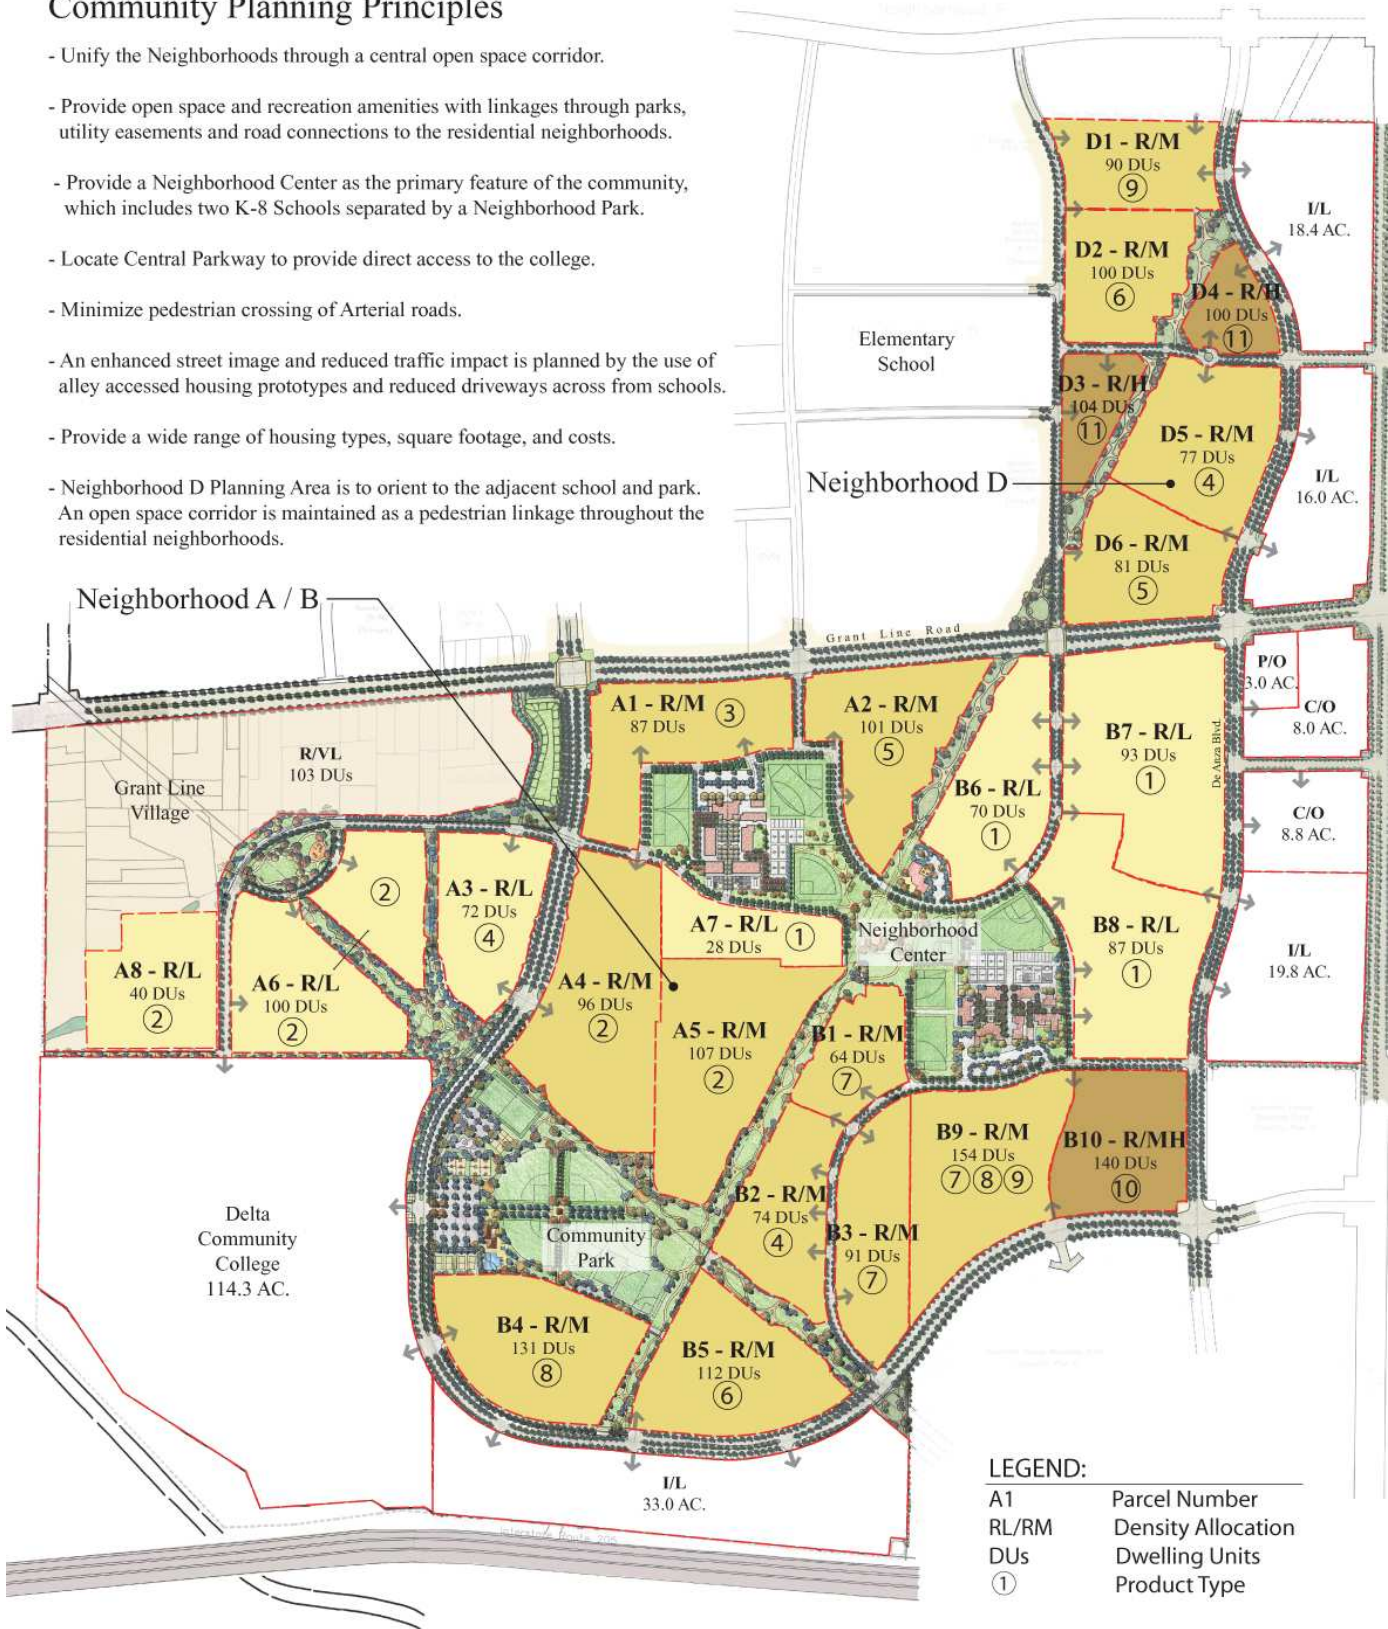 Community Planning Principles
- Unify the Neighborhoods through a central open space corridor.
- Provide open space and recreation amenities with linkages through parks,
utility easements and road connections to the residential neighborhoods.
- Provide a Neighborhood Center as the primary feature of the community,
which includes two K-8 Schools separated by a Neighborhood Park.
- Locate Central Parkway to provide direct access to the college.
- Minimize pedestrian crossing of Arterial roads.
- An enhanced street image and reduced traffic impact is planned by the use of
alley accessed housing prototypes and reduced driveways across from schools.
- Provide a wide range of housing types, square footage, and costs.
- Neighborhood D Planning Area is to orient to the adjacent school and park.
An open space corridor is maintained as a pedestrian linkage throughout the
residential neighborhoods.
D1 - R/M
90 DUs
9
I/L
18.4 AC.
D2 - R/M
100 DUs
6
D4 - R/H
100 DUs
11
Elementary
School
D3 - R/H
104 DUs
11
D5 - R/M
77 DUs
4
I/L
16.0 AC.
Neighborhood D
D6 - R/M
81 DUs
5
Neighborhood A / B
Grant Line Road
P/O
3.0 AC.
C/O
8.0 AC.
A1 - R/M
87 DUs
3
A2 - R/M
101 DUs
5
B7 - R/L
93 DUs
1
De Anza Blvd.
R/VL
103 DUs
Grant Line
Village
B6 - R/L
70 DUs
1
C/O
8.8 AC.
2
A3 - R/L
72 DUs
4
A7 - R/L
28 DUs
1
Neighborhood
Center
B8 - R/L
87 DUs
1
I/L
19.8 AC.
A8 - R/L
40 DUs
2
A6 - R/L
100 DUs
2
A4 - R/M
96 DUs
2
A5 - R/M
107 DUs
2
B1 - R/M
64 DUs
7
B9 - R/M
154 DUs
7 8 9
B10 - R/MH
140 DUs
10
B2 - R/M
74 DUs
4
B3 - R/M
91 DUs
7
Delta
Community
College
114.3 AC.
Community
Park
B4 - R/M
131 DUs
8
B5 - R/M
112 DUs
6
I/L
33.0 AC.
Interstate Route 205
LEGEND:
A1 Parcel Number
RL/RM Density Allocation
DUs Dwelling Units
1 Product Type